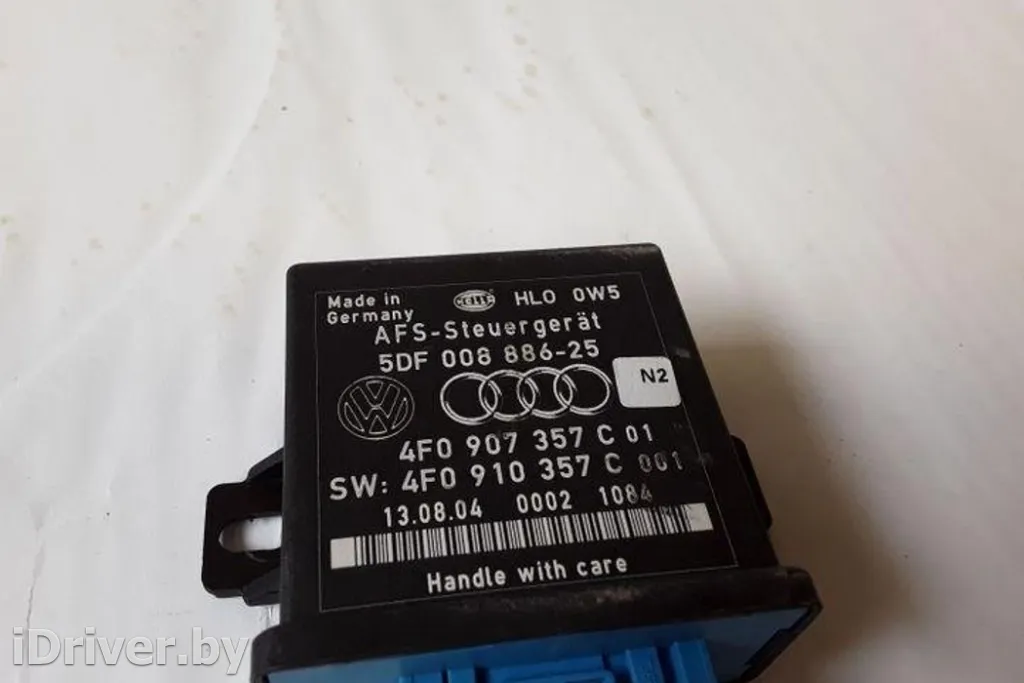 Made in
Germany
HELLA HLO 0W5
AFS-Steuergerät
5DF 008 886-25
N2
4F0 907 357 C 01
SW: 4F0 910 357 C 001
13.08.04 0002 1084
Handle with care
iDriver.by